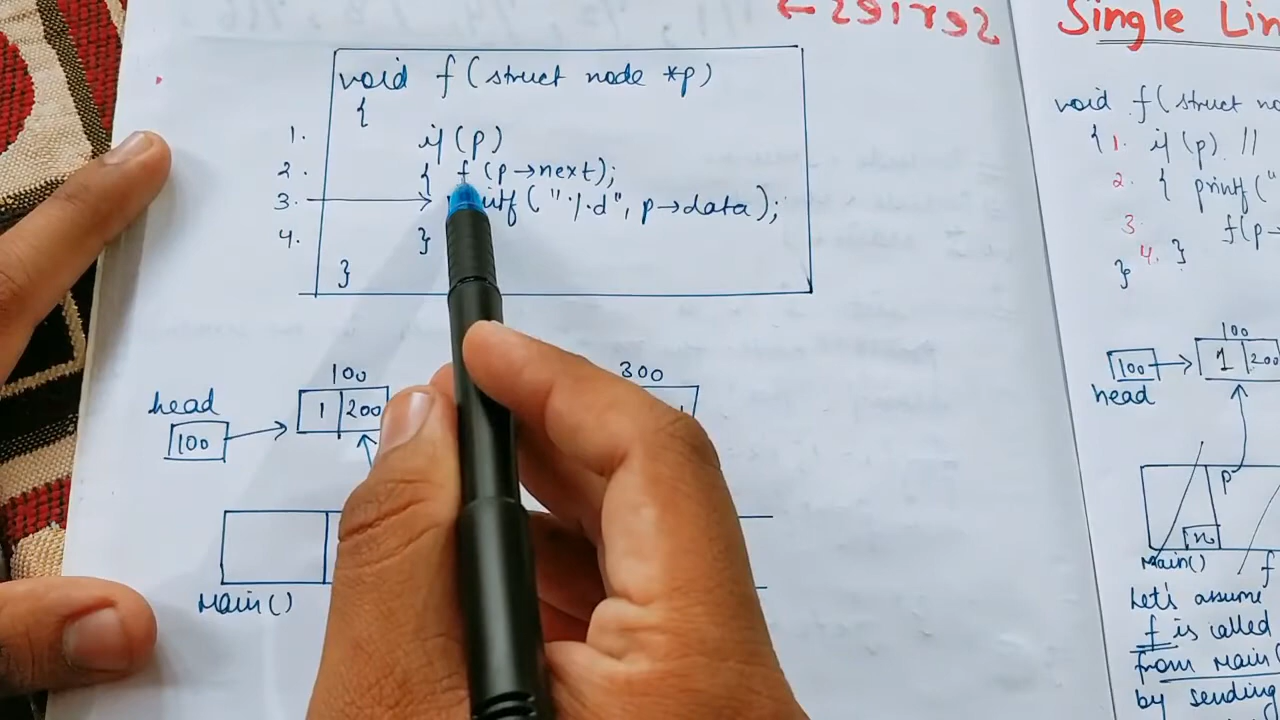 void f (struct node *p)
{
1. if (p)
2. { f (p→next);
3. printf ("%d", p→data);
4. }
}
head
100
100
1 200
300
Main()
Single Lin
void f( struct no
{ 1. if (p) //
2. { printf ("
3. f(p→
4. }
}
100
100
1 200
head
p
Main() f
Let's assume
f is called
from main(
by sending